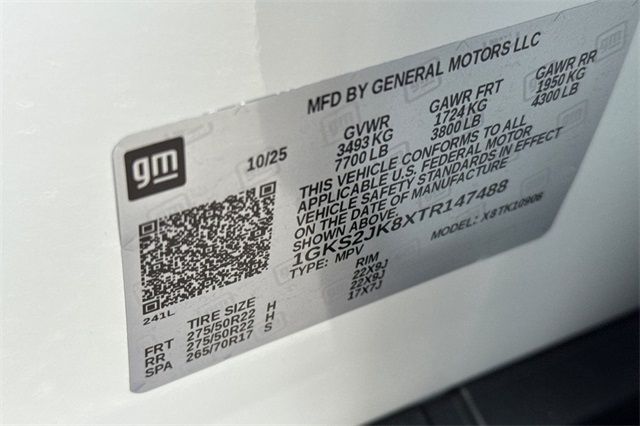 MFD BY GENERAL MOTORS LLC
gm
10/25
GVWR GAWR FRT GAWR RR
3493 KG 1724 KG 1950 KG
7700 LB 3800 LB 4300 LB
THIS VEHICLE CONFORMS TO ALL
APPLICABLE U.S. FEDERAL MOTOR
VEHICLE SAFETY STANDARDS IN EFFECT
ON THE DATE OF MANUFACTURE
SHOWN ABOVE.
1GKS2JK8XTR147488
TYPE: MPV MODEL: X8TK10906
241L
TIRE SIZE RIM
FRT 275/50R22 H 22X9J
RR 275/50R22 H 22X9J
SPA 265/70R17 S 17X7J